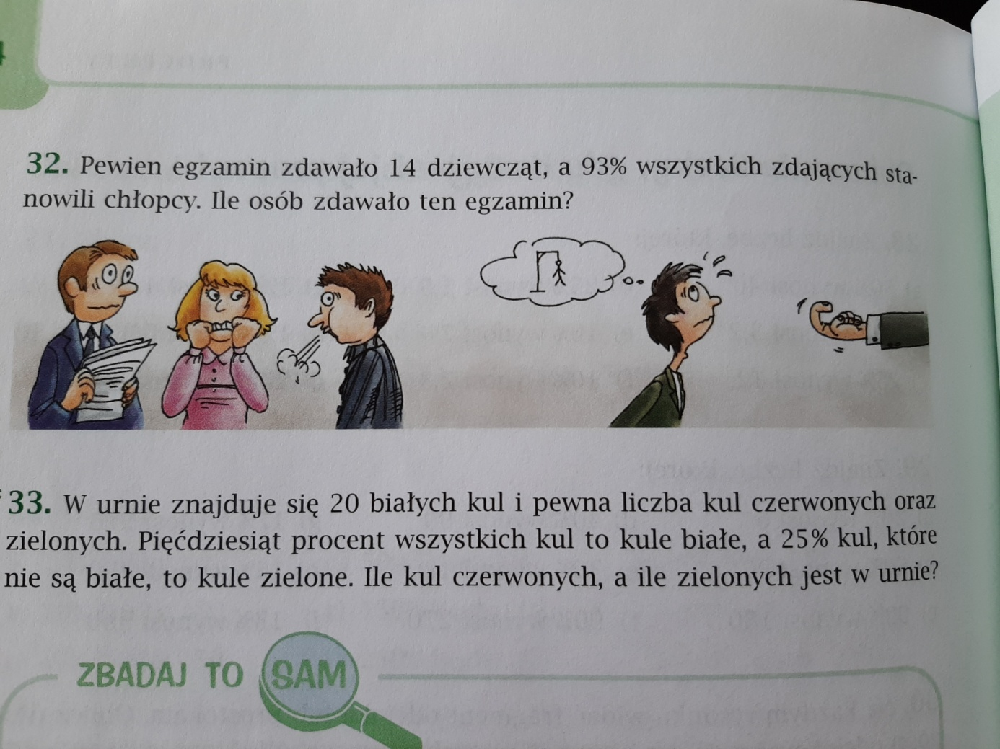 32. Pewien egzamin zdawało 14 dziewcząt, a 93% wszystkich zdających sta-
nowili chłopcy. Ile osób zdawało ten egzamin?
33. W urnie znajduje się 20 białych kul i pewna liczba kul czerwonych oraz
zielonych. Pięćdziesiąt procent wszystkich kul to kule białe, a 25% kul, które
nie są białe, to kule zielone. Ile kul czerwonych, a ile zielonych jest w urnie?
ZBADAJ TO SAM